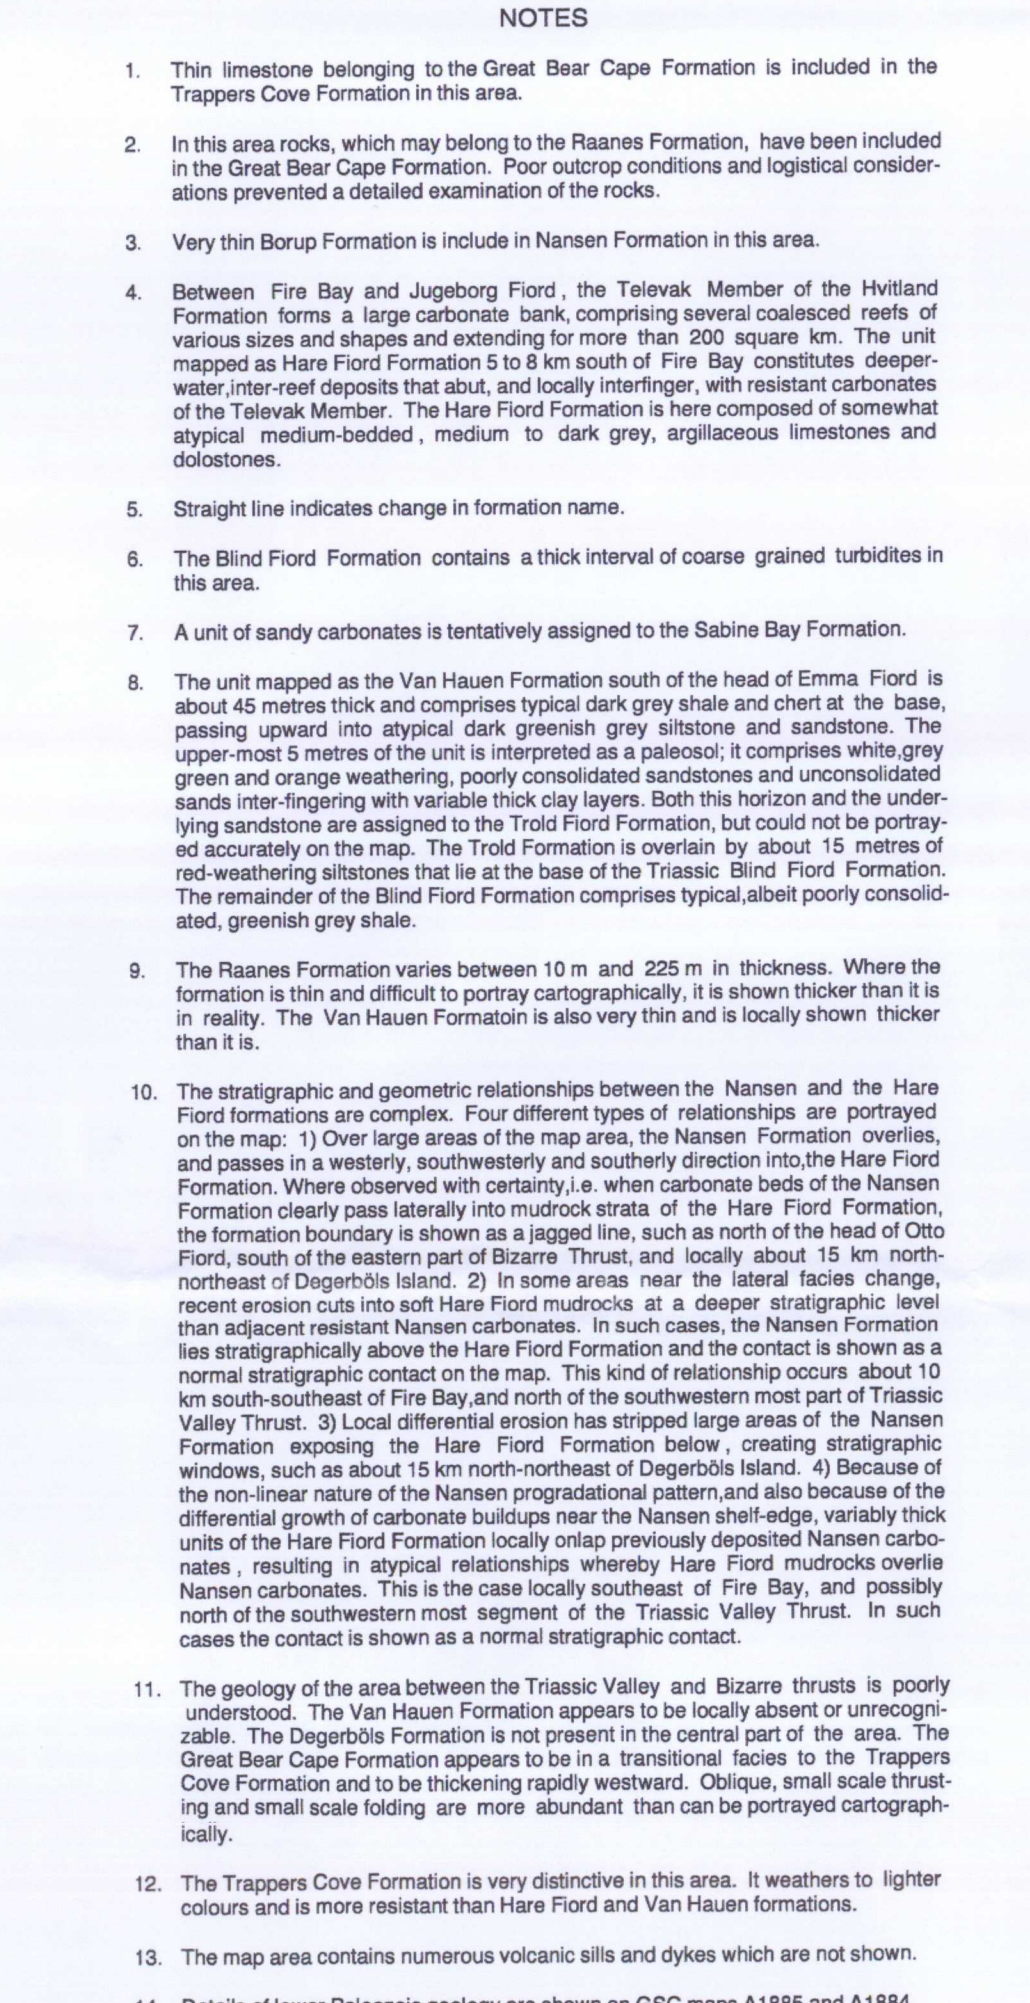 NOTES
1. Thin limestone belonging to the Great Bear Cape Formation is included in the
Trappers Cove Formation in this area.
2. In this area rocks, which may belong to the Raanes Formation, have been included
in the Great Bear Cape Formation. Poor outcrop conditions and logistical consider-
ations prevented a detailed examination of the rocks.
3. Very thin Borup Formation is include in Nansen Formation in this area.
4. Between Fire Bay and Jugeborg Fiord , the Televak Member of the Hvitland
Formation forms a large carbonate bank, comprising several coalesced reefs of
various sizes and shapes and extending for more than 200 square km. The unit
mapped as Hare Fiord Formation 5 to 8 km south of Fire Bay constitutes deeper-
water,inter-reef deposits that abut, and locally interfinger, with resistant carbonates
of the Televak Member. The Hare Fiord Formation is here composed of somewhat
atypical medium-bedded , medium to dark grey, argillaceous limestones and
dolostones.
5. Straight line indicates change in formation name.
6. The Blind Fiord Formation contains a thick interval of coarse grained turbidites in
this area.
7. A unit of sandy carbonates is tentatively assigned to the Sabine Bay Formation.
8. The unit mapped as the Van Hauen Formation south of the head of Emma Fiord is
about 45 metres thick and comprises typical dark grey shale and chert at the base,
passing upward into atypical dark greenish grey siltstone and sandstone. The
upper-most 5 metres of the unit is interpreted as a paleosol; it comprises white,grey
green and orange weathering, poorly consolidated sandstones and unconsolidated
sands inter-fingering with variable thick clay layers. Both this horizon and the under-
lying sandstone are assigned to the Trold Fiord Formation, but could not be portray-
ed accurately on the map. The Trold Formation is overlain by about 15 metres of
red-weathering siltstones that lie at the base of the Triassic Blind Fiord Formation.
The remainder of the Blind Fiord Formation comprises typical,albeit poorly consolid-
ated, greenish grey shale.
9. The Raanes Formation varies between 10 m and 225 m in thickness. Where the
formation is thin and difficult to portray cartographically, it is shown thicker than it is
in reality. The Van Hauen Formatoin is also very thin and is locally shown thicker
than it is.
10. The stratigraphic and geometric relationships between the Nansen and the Hare
Fiord formations are complex. Four different types of relationships are portrayed
on the map: 1) Over large areas of the map area, the Nansen Formation overlies,
and passes in a westerly, southwesterly and southerly direction into,the Hare Fiord
Formation. Where observed with certainty,i.e. when carbonate beds of the Nansen
Formation clearly pass laterally into mudrock strata of the Hare Fiord Formation,
the formation boundary is shown as a jagged line, such as north of the head of Otto
Fiord, south of the eastern part of Bizarre Thrust, and locally about 15 km north-
northeast of Degerböls Island. 2) In some areas near the lateral facies change,
recent erosion cuts into soft Hare Fiord mudrocks at a deeper stratigraphic level
than adjacent resistant Nansen carbonates. In such cases, the Nansen Formation
lies stratigraphically above the Hare Fiord Formation and the contact is shown as a
normal stratigraphic contact on the map. This kind of relationship occurs about 10
km south-southeast of Fire Bay,and north of the southwestern most part of Triassic
Valley Thrust. 3) Local differential erosion has stripped large areas of the Nansen
Formation exposing the Hare Fiord Formation below , creating stratigraphic
windows, such as about 15 km north-northeast of Degerböls Island. 4) Because of
the non-linear nature of the Nansen progradational pattern,and also because of the
differential growth of carbonate buildups near the Nansen shelf-edge, variably thick
units of the Hare Fiord Formation locally onlap previously deposited Nansen carbo-
nates , resulting in atypical relationships whereby Hare Fiord mudrocks overlie
Nansen carbonates. This is the case locally southeast of Fire Bay, and possibly
north of the southwestern most segment of the Triassic Valley Thrust. In such
cases the contact is shown as a normal stratigraphic contact.
11. The geology of the area between the Triassic Valley and Bizarre thrusts is poorly
understood. The Van Hauen Formation appears to be locally absent or unrecogni-
zable. The Degerböls Formation is not present in the central part of the area. The
Great Bear Cape Formation appears to be in a transitional facies to the Trappers
Cove Formation and to be thickening rapidly westward. Oblique, small scale thrust-
ing and small scale folding are more abundant than can be portrayed cartograph-
ically.
12. The Trappers Cove Formation is very distinctive in this area. It weathers to lighter
colours and is more resistant than Hare Fiord and Van Hauen formations.
13. The map area contains numerous volcanic sills and dykes which are not shown.
14. Details of lower Paleozoic geology are shown on GSC maps A1885 and A1884